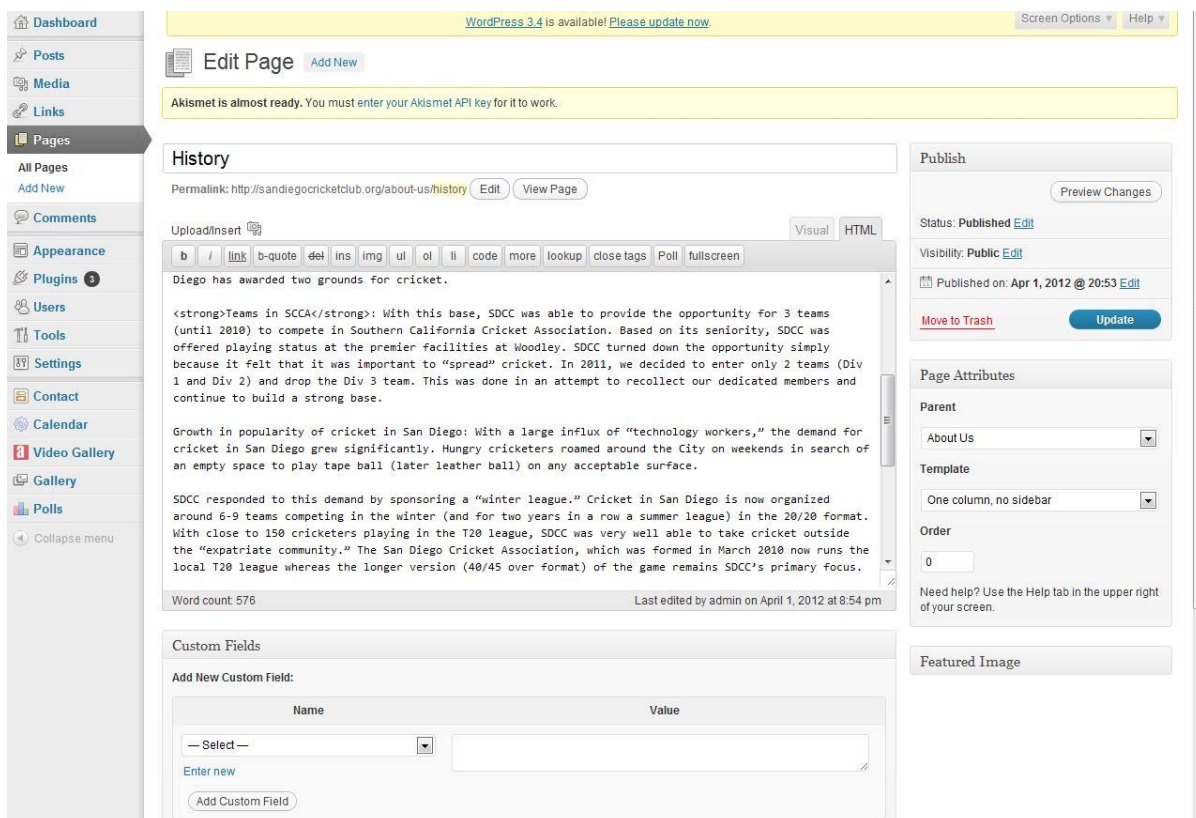 Dashboard
Posts
Media
Links
Pages
All Pages
Add New
Comments
Appearance
Plugins 3
Users
Tools
Settings
Contact
Calendar
Video Gallery
Gallery
Polls
Collapse menu
WordPress 3.4 is available! Please update now.
Screen Options Help
Edit Page Add New
Akismet is almost ready. You must enter your Akismet API key for it to work.
History
Permalink: http://sandiegocricketclub.org/about-us/history Edit View Page
Upload/Insert
Visual HTML
b i link b-quote del ins img ul ol li code more lookup close tags Poll fullscreen
Diego has awarded two grounds for cricket.
<strong>Teams in SCCA</strong>: With this base, SDCC was able to provide the opportunity for 3 teams
(until 2010) to compete in Southern California Cricket Association. Based on its seniority, SDCC was
offered playing status at the premier facilities at Woodley. SDCC turned down the opportunity simply
because it felt that it was important to “spread” cricket. In 2011, we decided to enter only 2 teams (Div
1 and Div 2) and drop the Div 3 team. This was done in an attempt to recollect our dedicated members and
continue to build a strong base.
Growth in popularity of cricket in San Diego: With a large influx of “technology workers,” the demand for
cricket in San Diego grew significantly. Hungry cricketers roamed around the City on weekends in search of
an empty space to play tape ball (later leather ball) on any acceptable surface.
SDCC responded to this demand by sponsoring a “winter league.” Cricket in San Diego is now organized
around 6-9 teams competing in the winter (and for two years in a row a summer league) in the 20/20 format.
With close to 150 cricketers playing in the T20 league, SDCC was very well able to take cricket outside
the “expatriate community.” The San Diego Cricket Association, which was formed in March 2010 now runs the
local T20 league whereas the longer version (40/45 over format) of the game remains SDCC’s primary focus.
Word count: 576
Last edited by admin on April 1, 2012 at 8:54 pm
Custom Fields
Add New Custom Field:
Name Value
— Select —
Enter new
Add Custom Field
Publish
Preview Changes
Status: Published Edit
Visibility: Public Edit
Published on: Apr 1, 2012 @ 20:53 Edit
Move to Trash Update
Page Attributes
Parent
About Us
Template
One column, no sidebar
Order
0
Need help? Use the Help tab in the upper right
of your screen.
Featured Image